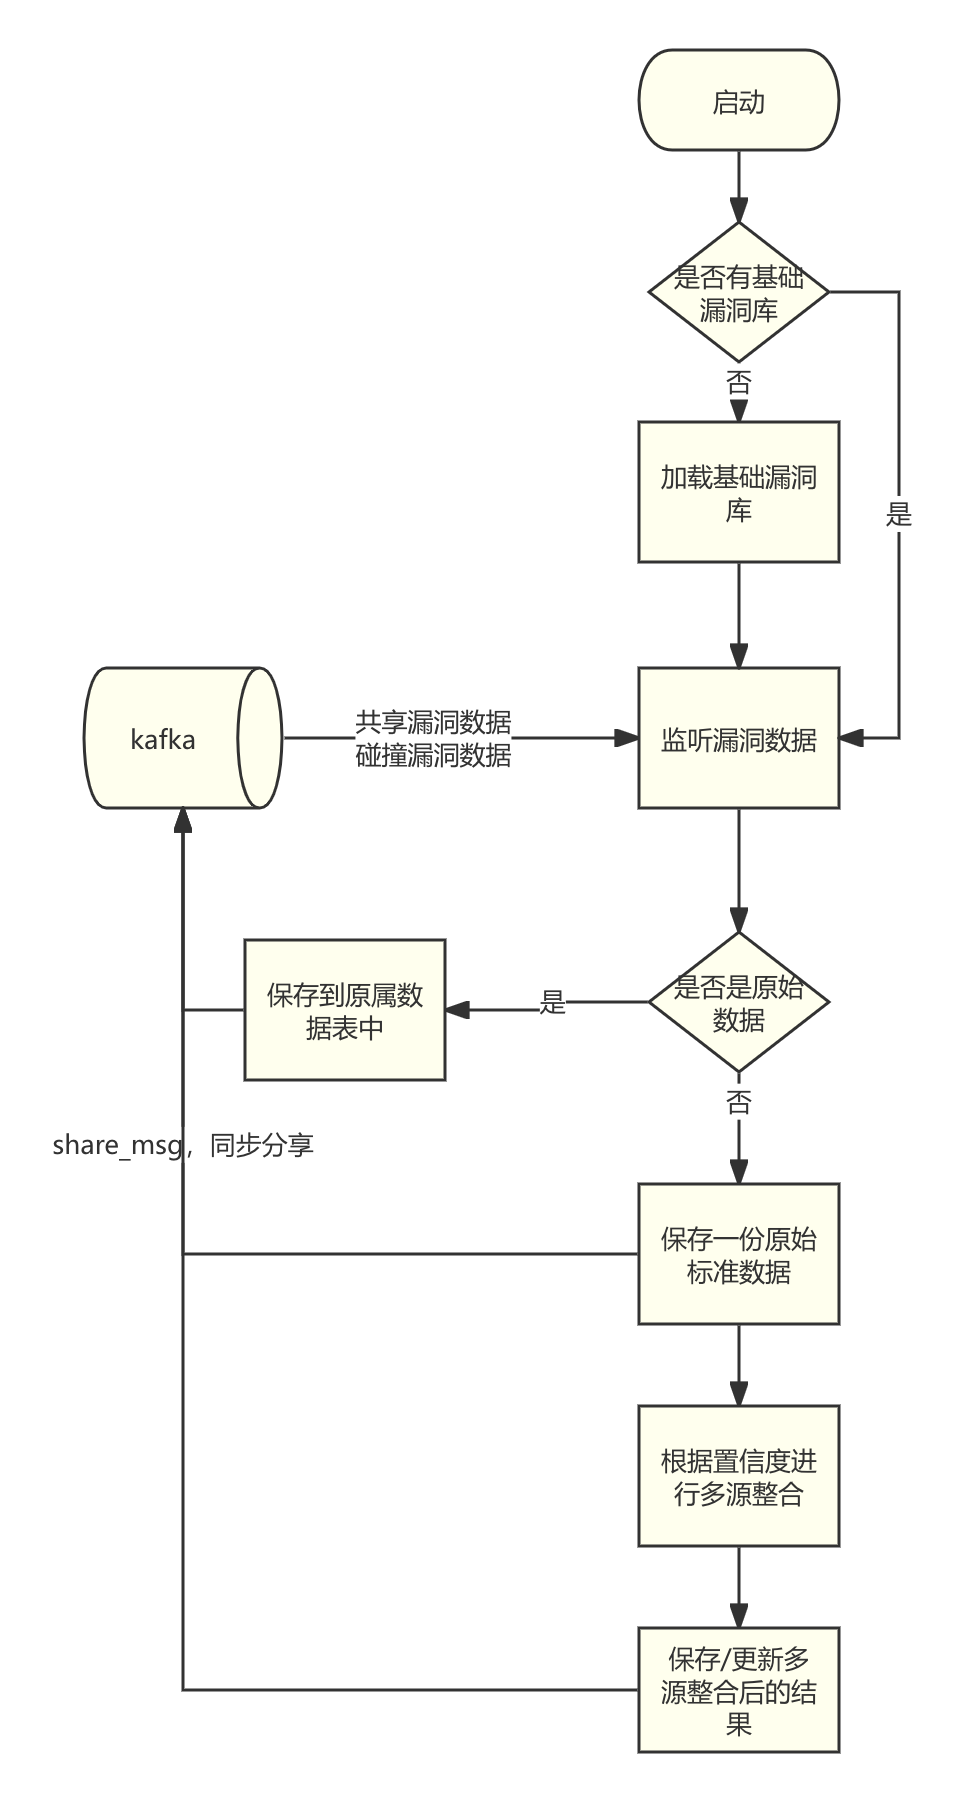 启动
是否有基础
漏洞库
否
加载基础漏洞
库
是
kafka
共享漏洞数据
碰撞漏洞数据
监听漏洞数据
保存到原属数
据表中
是
是否是原始
数据
否
share_msg，同步分享
保存一份原始
标准数据
根据置信度进
行多源整合
保存/更新多
源整合后的结
果